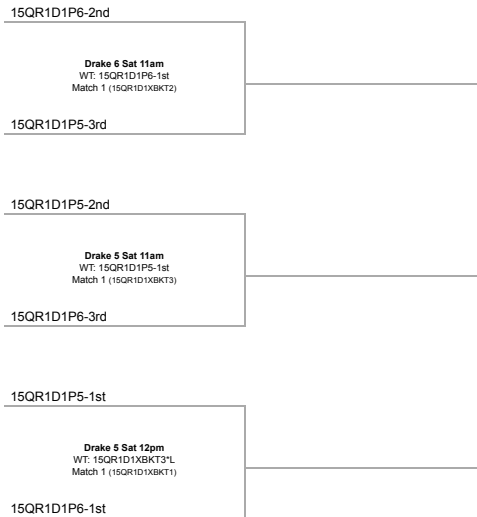 15QR1D1P6-2nd
Drake 6 Sat 11am
WT: 15QR1D1P6-1st
Match 1 (15QR1D1XBKT2)
15QR1D1P5-3rd
15QR1D1P5-2nd
Drake 5 Sat 11am
WT: 15QR1D1P5-1st
Match 1 (15QR1D1XBKT3)
15QR1D1P6-3rd
15QR1D1P5-1st
Drake 5 Sat 12pm
WT: 15QR1D1XBKT3*L
Match 1 (15QR1D1XBKT1)
15QR1D1P6-1st